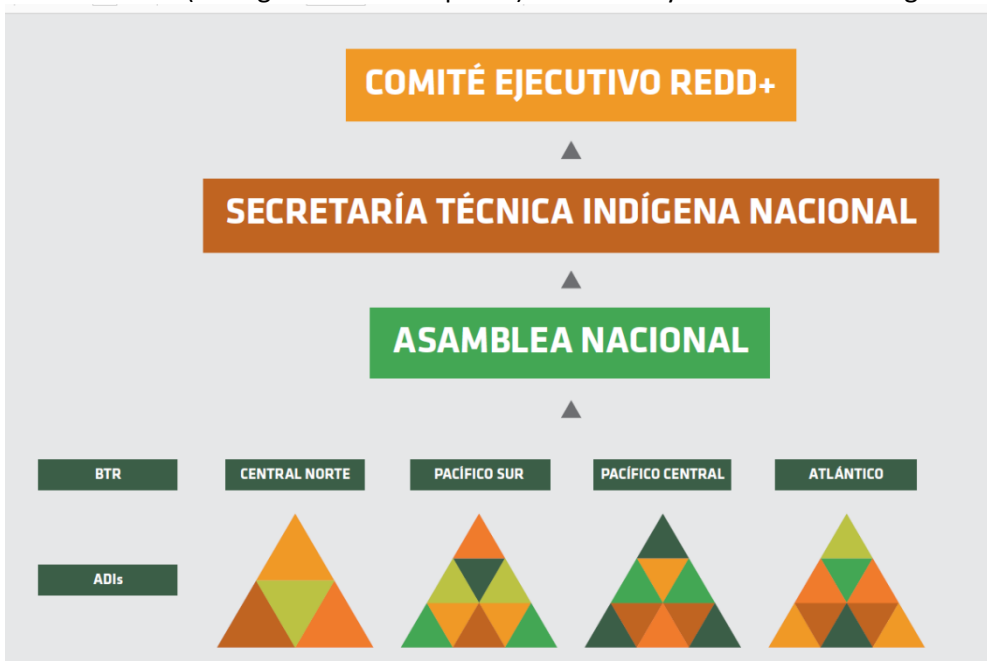 COMITÉ EJECUTIVO REDD+
SECRETARÍA TÉCNICA INDÍGENA NACIONAL
ASAMBLEA NACIONAL
BTR CENTRAL NORTE PACÍFICO SUR PACÍFICO CENTRAL ATLÁNTICO
ADIs